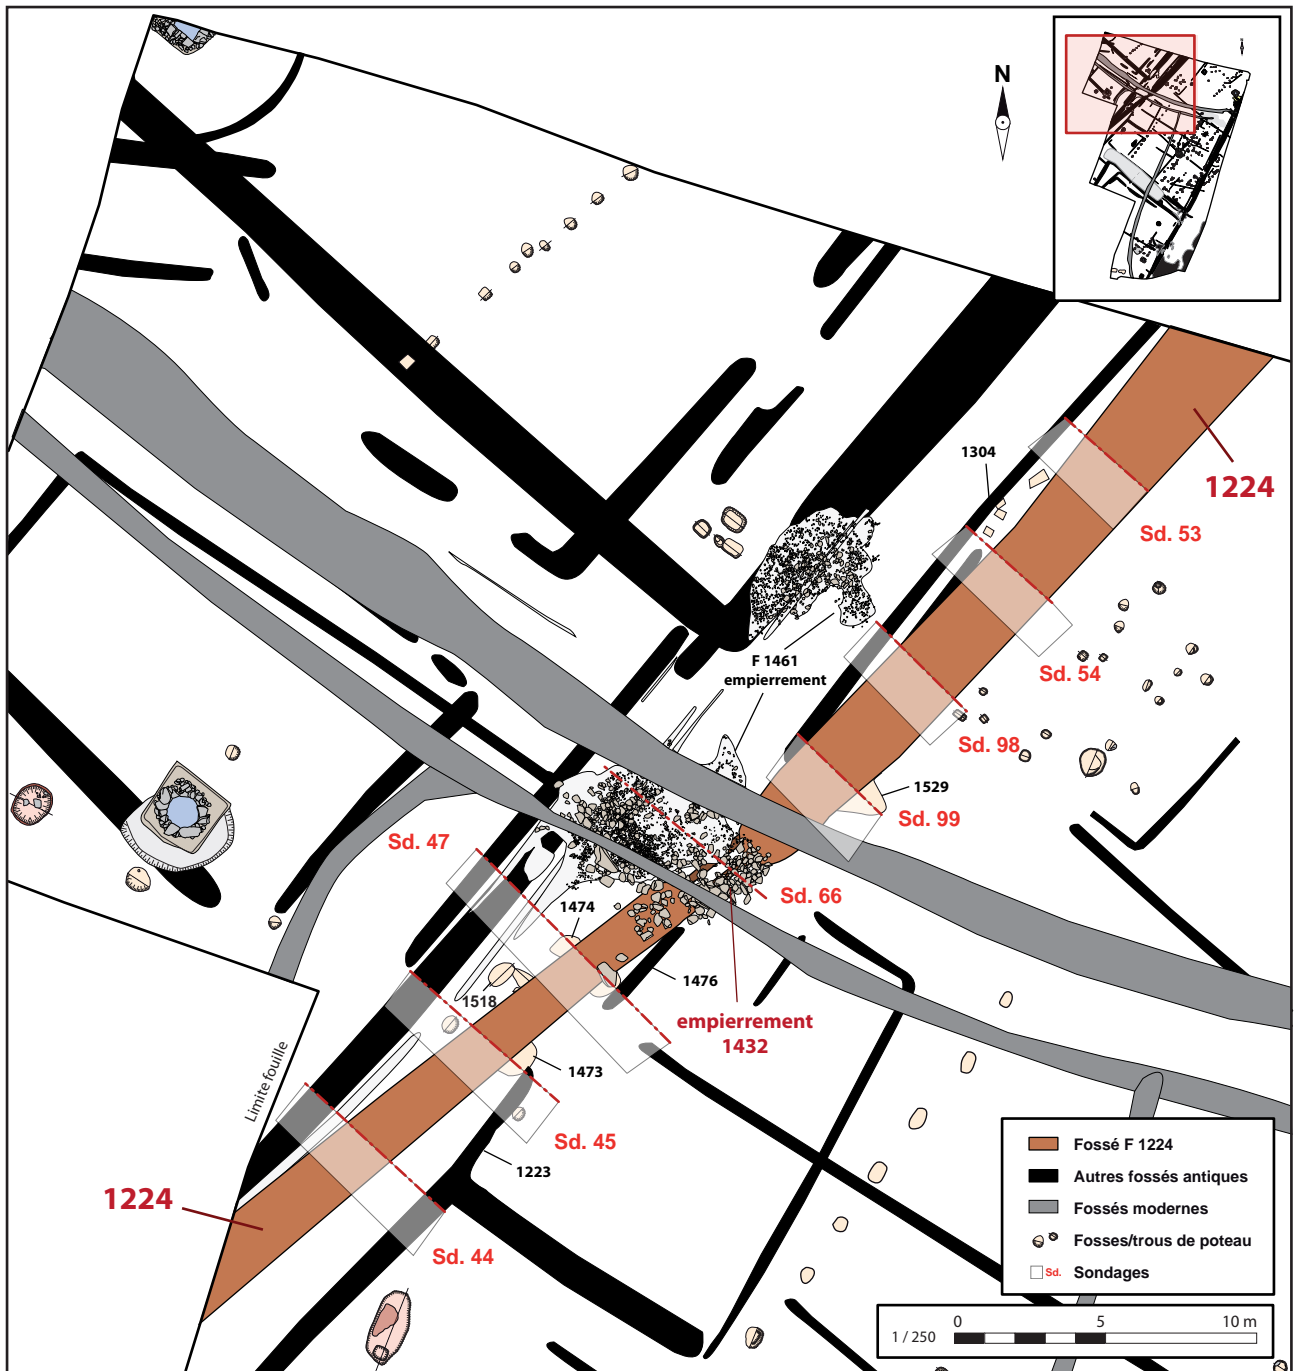 N
1304
1224
Sd. 53
Sd. 54
F 1461
empierrement
Sd. 98
1529
Sd. 99
Sd. 47
Sd. 66
1474
1476
1518
empierrement
1432
1473
Limite fouille
Sd. 45
1223
1224
Sd. 44
Fossé F 1224
Autres fossés antiques
Fossés modernes
Fosses/trous de poteau
Sd. Sondages
0 5 10 m
1 / 250